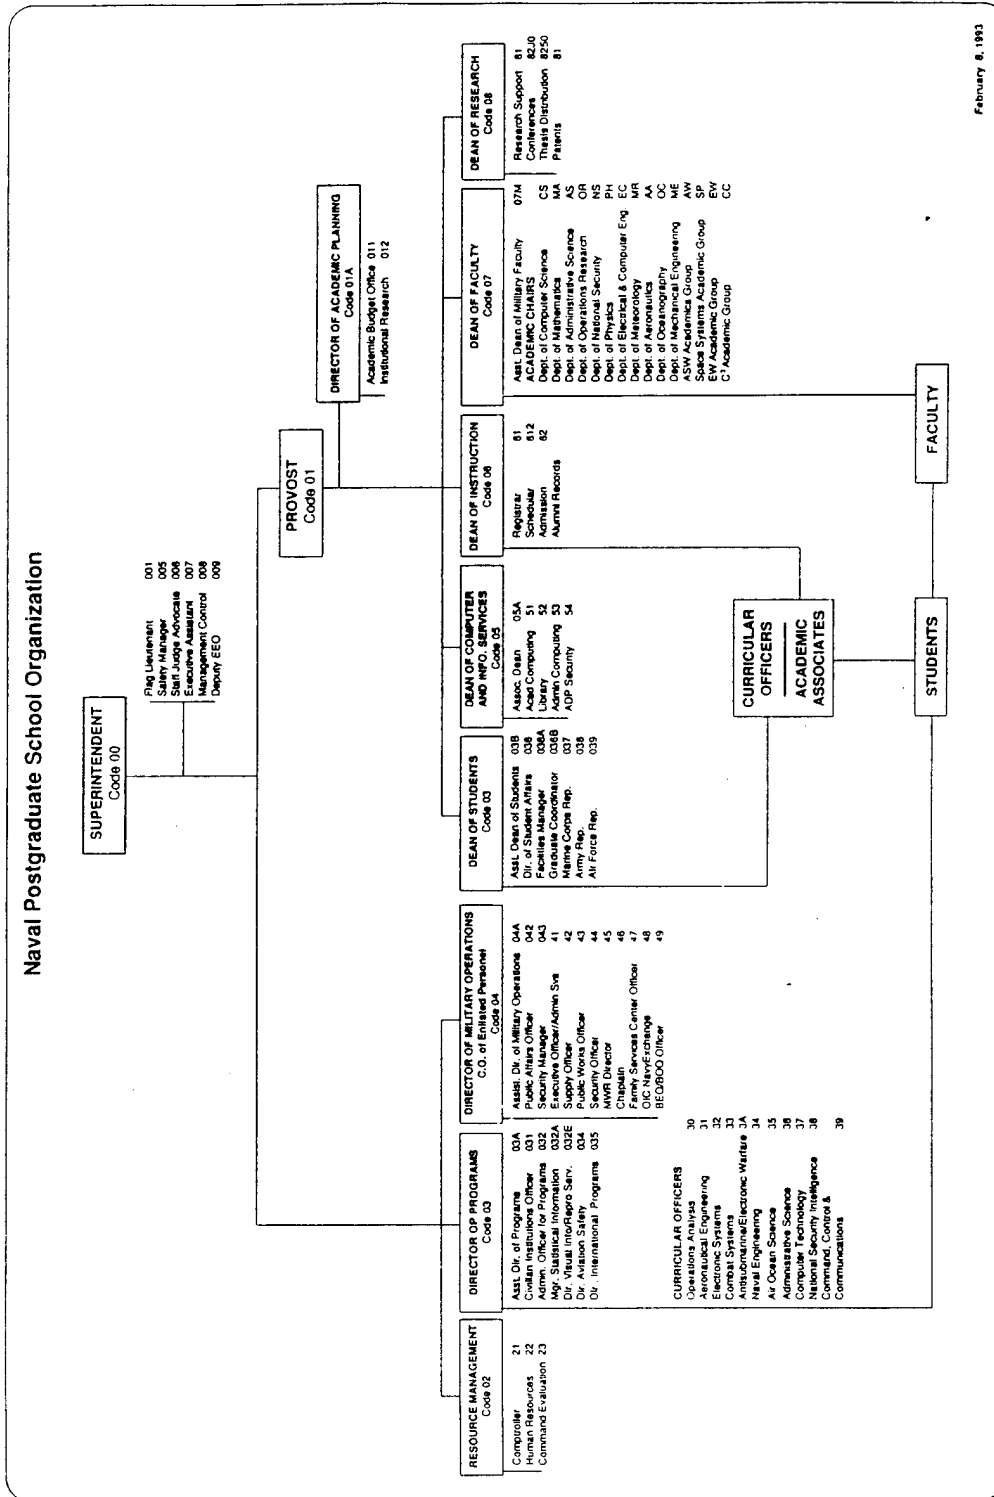 Naval Postgraduate School Organization
SUPERINTENDENT
Code 00
Flag Lieutenant 001
Safety Manager 005
Staff Judge Advocate 006
Executive Assistant 007
Management Control 008
Deputy EEO 009
PROVOST
Code 01
DIRECTOR OF ACADEMIC PLANNING
Code 01A
Academic Budget Office 011
Institutional Research 012
RESOURCE MANAGEMENT
Code 02
Comptroller 21
Human Resources 22
Command Evaluation 23
DIRECTOR OP PROGRAMS
Code 03
Asst. Dir. of Programs 03A
Civilian Institutions Officer 031
Admn. Officer for Programs 032
Mgr. Statistical Information 032A
Dir. Visual Info/Repro Serv. 032E
Dir. Aviation Safety 034
Dir . International Programs 035
CURRICULAR OFFICERS
Operations Analysis 30
Aeronautical Engineering 31
Electronic Systems 32
Combat Systems 33
Antisubmarine/Electronic Warfare 3A
Naval Engineering 34
Air Ocean Science 35
Administrative Science 36
Computer Technology 37
National Security Intelligence 38
Command, Control &
Communications 39
DIRECTOR OF MILITARY OPERATIONS
C.O. of Enlisted Personel
Code 04
Assist. Dir. of Military Operations 04A
Public Affairs Officer 042
Security Manager 043
Executive Officer/Admin Svs 41
Supply Officer 42
Public Works Officer 43
Security Officer 44
MWR Director 45
Chaplain 46
Family Services Center Officer 47
OIC NavyExchange 48
BEQ/BOQ Officer 49
DEAN OF STUDENTS
Code 03
Asst. Dean of Students 03B
Dir. of Student Affairs 036
Facilities Manager 036A
Graduate Coordinator 036B
Marine Corps Rep. 037
Army Rep. 038
Air Force Rep. 039
DEAN OF COMPUTER
AND INFO. SERVICES
Code 05
Assoc. Dean 05A
Acad Computing 51
Library 52
Admin Computing 53
ADP Security 54
DEAN OF INSTRUCTION
Code 06
Registrar 61
Schedular 612
Admission 62
Alumni Records
DEAN OF FACULTY
Code 07
Asst. Dean of Military Faculty 07M
ACADEMIC CHAIRS
Dept. of Computer Science CS
Dept. of Mathematics MA
Dept. of Administrative Science AS
Dept. of Operations Research OR
Dept. of National Security NS
Dept. of Physics PH
Dept. of Electrical & Computer Eng. EC
Dept. of Meteorology MR
Dept. of Aeronautics AA
Dept. of Oceanography OC
Dept. of Mechanical Engineering ME
ASW Academics Group AW
Space Systems Academic Group SP
EW Academic Group EW
C³ Academic Group CC
DEAN OF RESEARCH
Code 08
Research Support 81
Conferences
Thesis Distribution 8250
Patents 81
CURRICULAR
OFFICERS
ACADEMIC
ASSOCIATES
STUDENTS
FACULTY
February 8, 1993